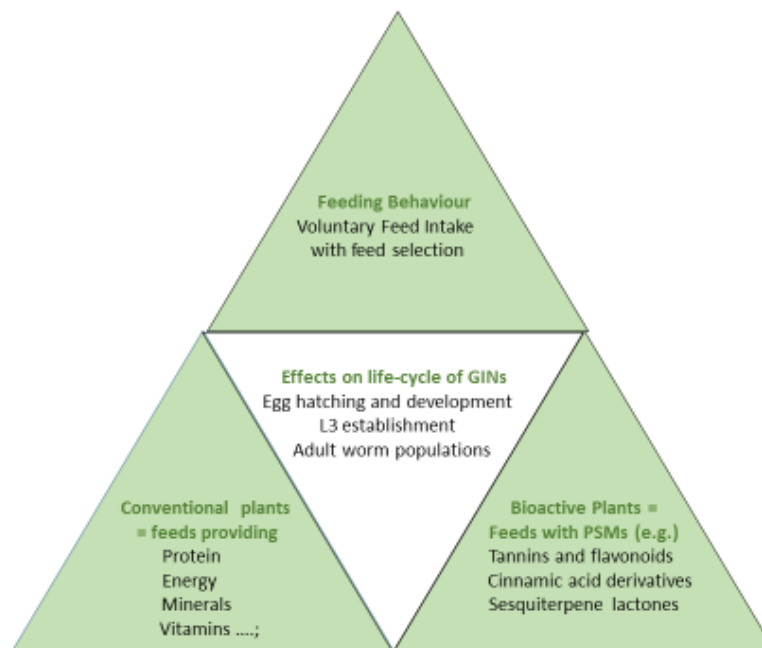 Feeding Behaviour
Voluntary Feed Intake
with feed selection
Effects on life-cycle of GINs
Egg hatching and development
L3 establishment
Adult worm populations
Conventional plants
= feeds providing
Protein
Energy
Minerals
Vitamins ....;
Bioactive Plants =
Feeds with PSMs (e.g.)
Tannins and flavonoids
Cinnamic acid derivatives
Sesquiterpene lactones